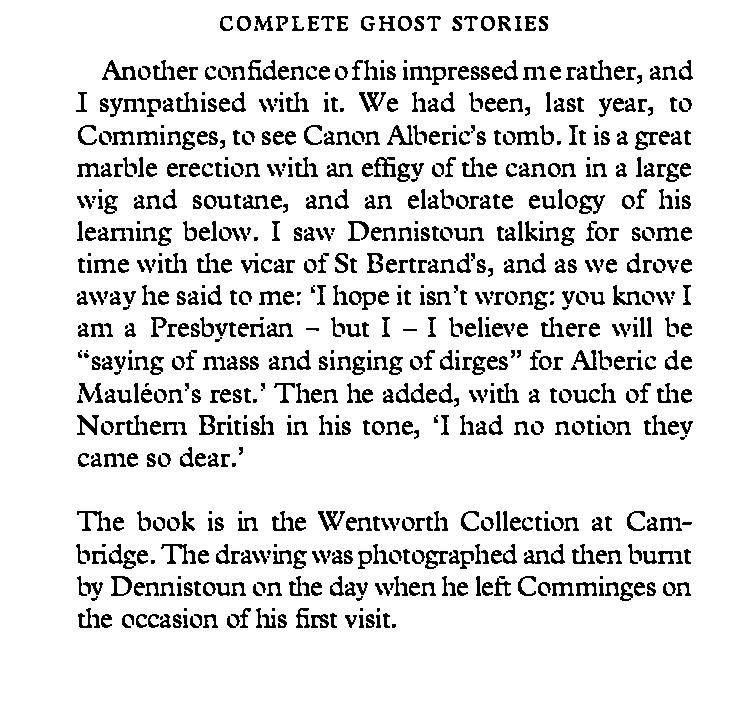 COMPLETE GHOST STORIES
Another confidence of his impressed me rather, and
I sympathised with it. We had been, last year, to
Comminges, to see Canon Alberic's tomb. It is a great
marble erection with an effigy of the canon in a large
wig and soutane, and an elaborate eulogy of his
learning below. I saw Dennistoun talking for some
time with the vicar of St Bertrand's, and as we drove
away he said to me: ‘I hope it isn't wrong: you know I
am a Presbyterian – but I – I believe there will be
“saying of mass and singing of dirges” for Alberic de
Mauléon's rest.’ Then he added, with a touch of the
Northern British in his tone, ‘I had no notion they
came so dear.’
The book is in the Wentworth Collection at Cam-
bridge. The drawing was photographed and then burnt
by Dennistoun on the day when he left Comminges on
the occasion of his first visit.